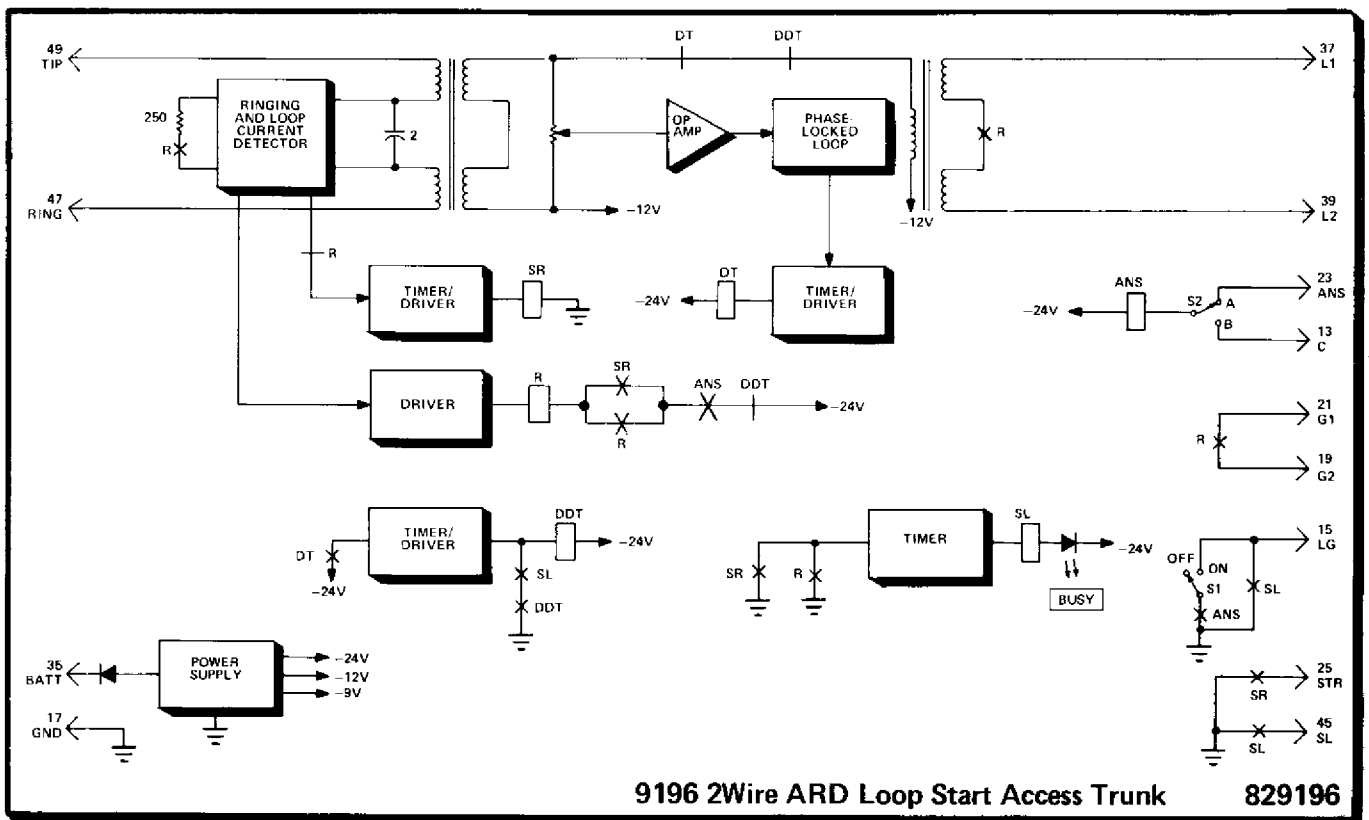 49
TIP
DT
DDT
37
L1
RINGING
AND LOOP
CURRENT
DETECTOR
250
R
2
OP
AMP
PHASE-
LOCKED
LOOP
R
47
RING
-12V
-12V
39
L2
R
TIMER/
DRIVER
SR
-24V
DT
TIMER/
DRIVER
-24V
ANS
S2
A
B
23
ANS
13
C
DRIVER
R
SR
R
ANS
DDT
-24V
R
21
G1
19
G2
DT
-24V
TIMER/
DRIVER
DDT
-24V
SL
DDT
SR
R
TIMER
SL
-24V
BUSY
OFF
ON
S1
ANS
SL
15
LG
35
BATT
POWER
SUPPLY
-24V
-12V
-9V
17
GND
SR
25
STR
SL
45
SL
9196 2Wire ARD Loop Start Access Trunk
829196